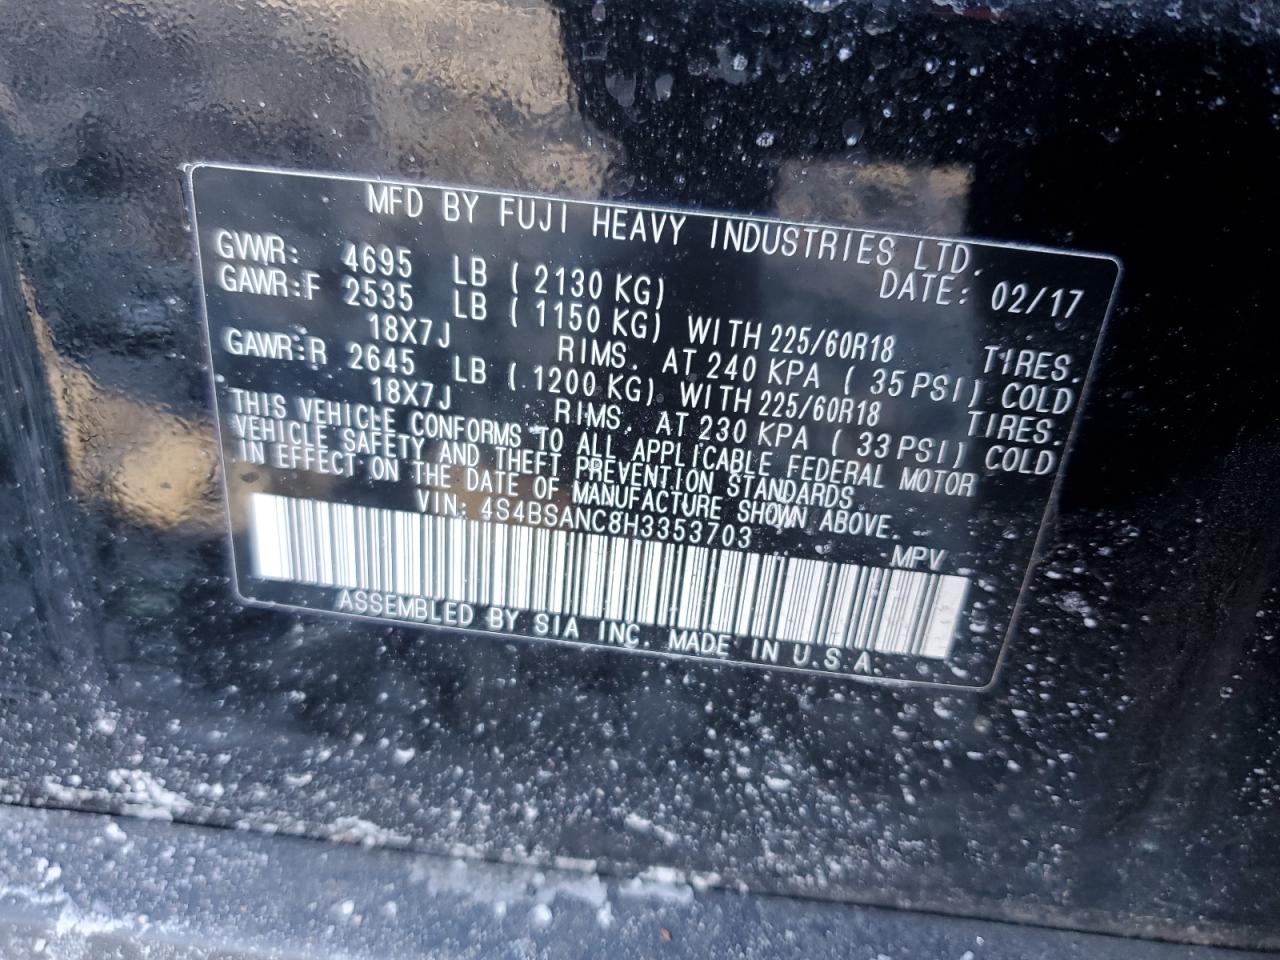 MFD BY FUJI HEAVY INDUSTRIES LTD.
GVWR: 4695 LB ( 2130 KG) DATE: 02/17
GAWR:F 2535 LB ( 1150 KG) WITH 225/60R18 TIRES.
18X7J RIMS. AT 240 KPA ( 35 PSI) COLD
GAWR:R 2645 LB ( 1200 KG) WITH 225/60R18 TIRES.
18X7J RIMS. AT 230 KPA ( 33 PSI) COLD
THIS VEHICLE CONFORMS TO ALL APPLICABLE FEDERAL MOTOR
VEHICLE SAFETY AND THEFT PREVENTION STANDARDS
IN EFFECT ON THE DATE OF MANUFACTURE SHOWN ABOVE.
VIN: 4S4BSANC8H3353703 MPV
ASSEMBLED BY SIA INC. MADE IN U.S.A.